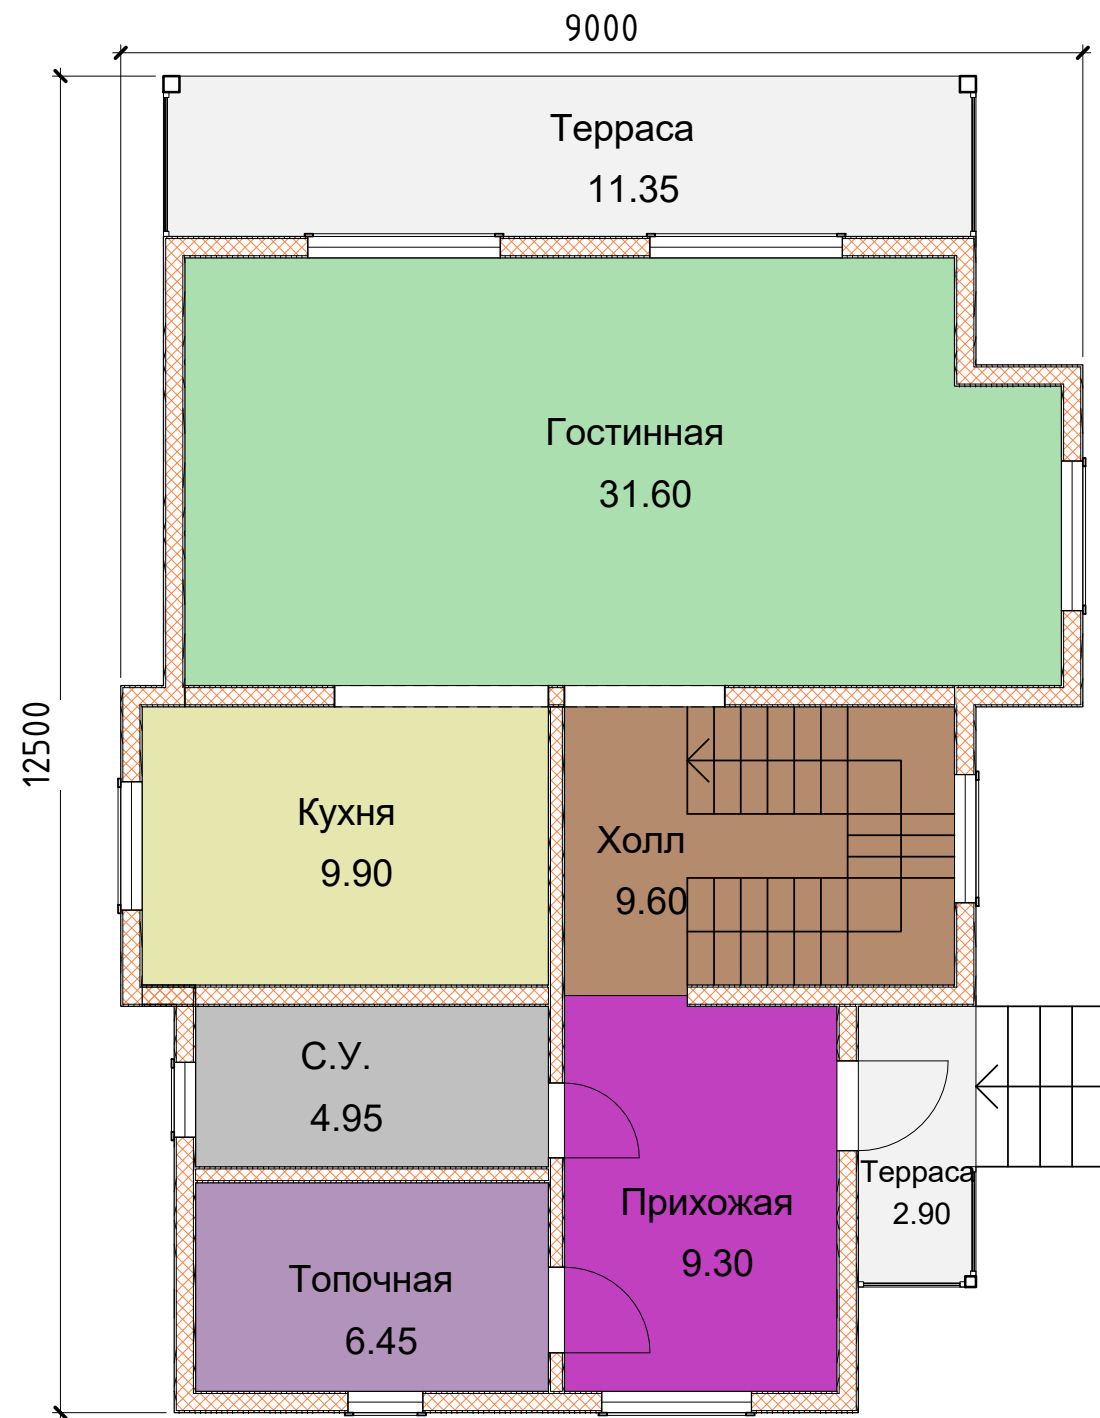 9000
Терраса
11.35
Гостинная
31.60
12500
Кухня
9.90
Холл
9.60
С.У.
4.95
Терраса
2.90
Прихожая
9.30
Топочная
6.45